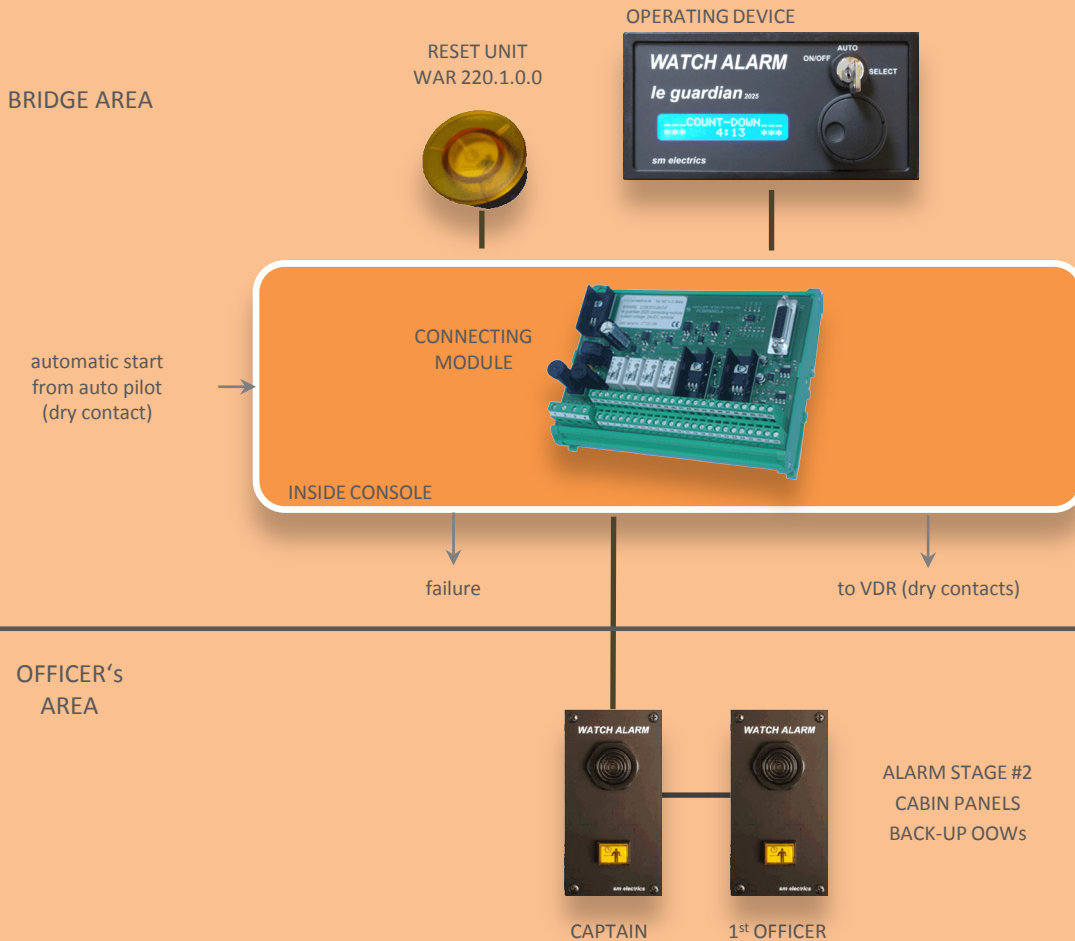 OPERATING DEVICE
RESET UNIT
WAR 220.1.0.0
BRIDGE AREA
WATCH ALARM
le guardian 2025
ON/OFF
AUTO
SELECT
___COUNT-DOWN___
*** 4:13 ***
sm electrics
CONNECTING
MODULE
automatic start
from auto pilot
(dry contact)
INSIDE CONSOLE
failure
to VDR (dry contacts)
OFFICER‘s
AREA
WATCH ALARM
sm electrics
WATCH ALARM
sm electrics
ALARM STAGE #2
CABIN PANELS
BACK-UP OOWs
CAPTAIN
1st OFFICER